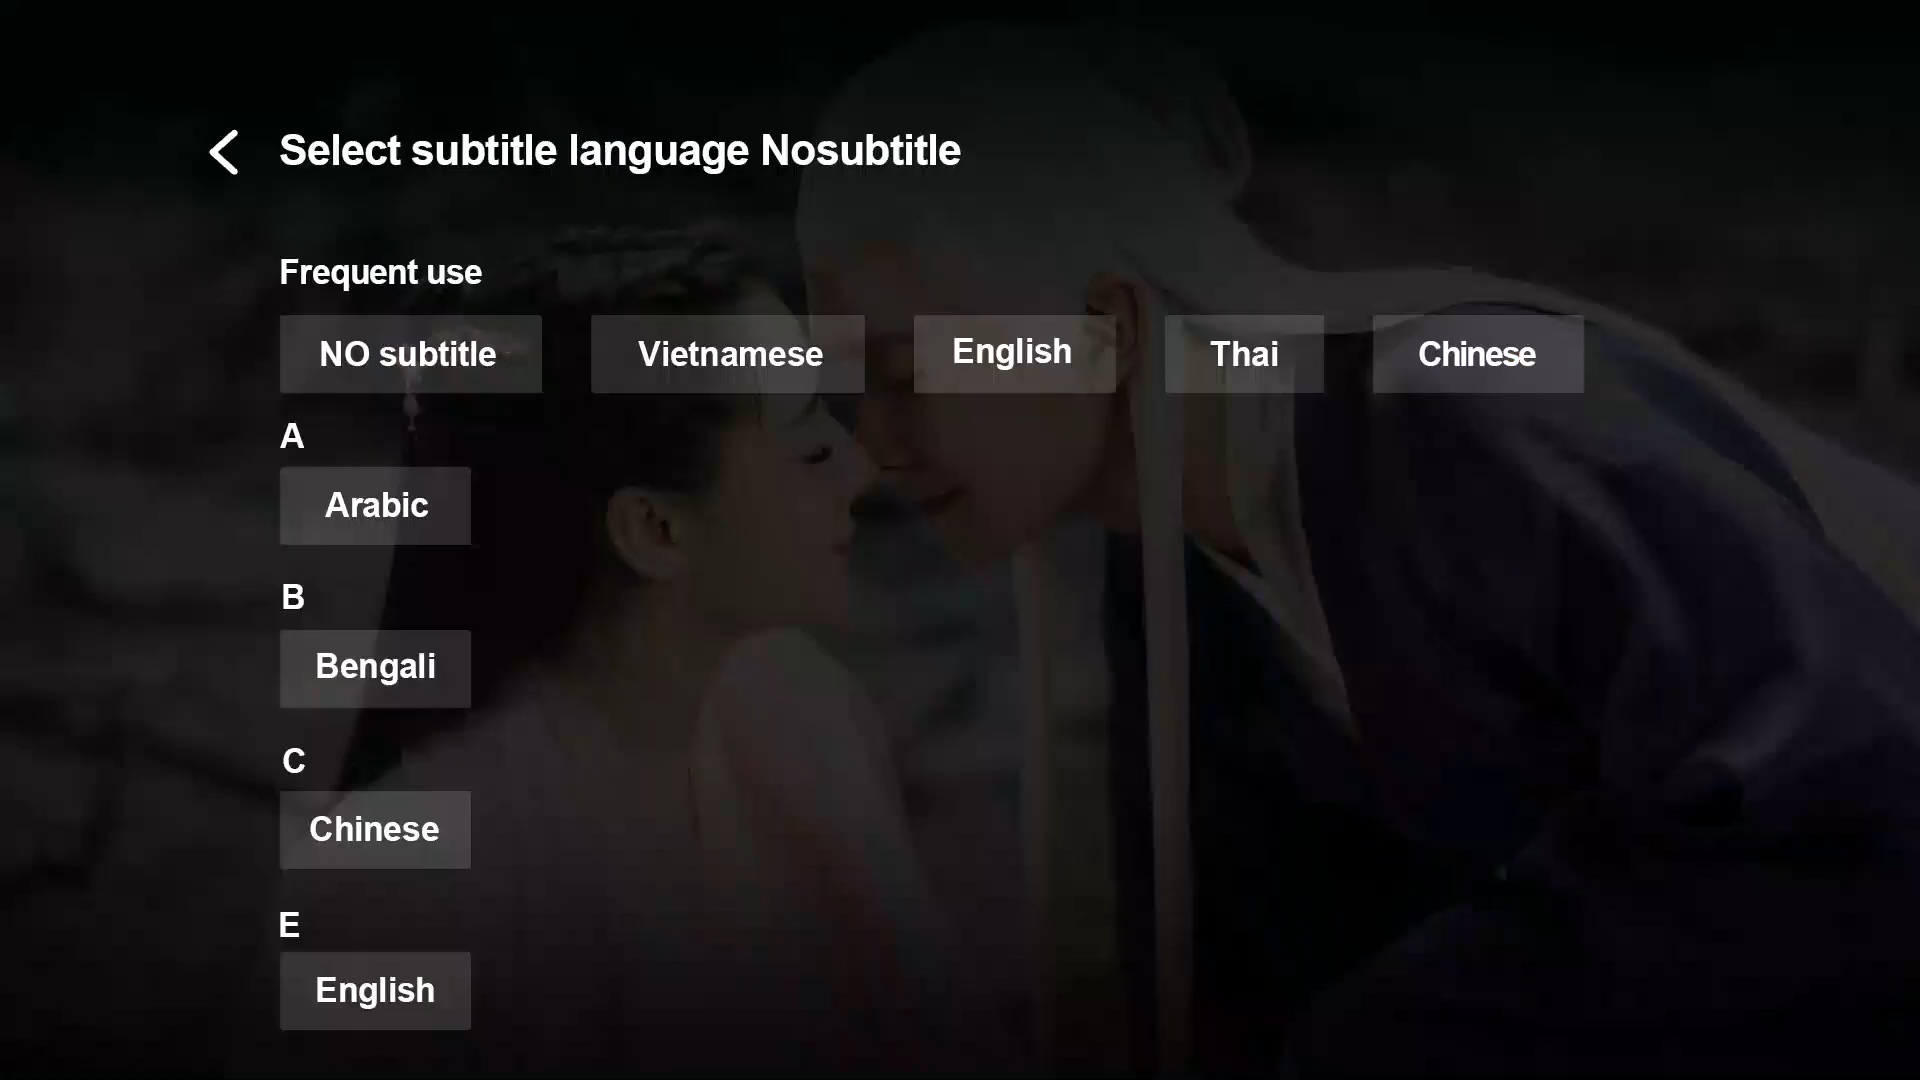 Select subtitle language Nosubtitle
Frequent use
NO subtitle Vietnamese English Thai Chinese
A
Arabic
B
Bengali
C
Chinese
E
English